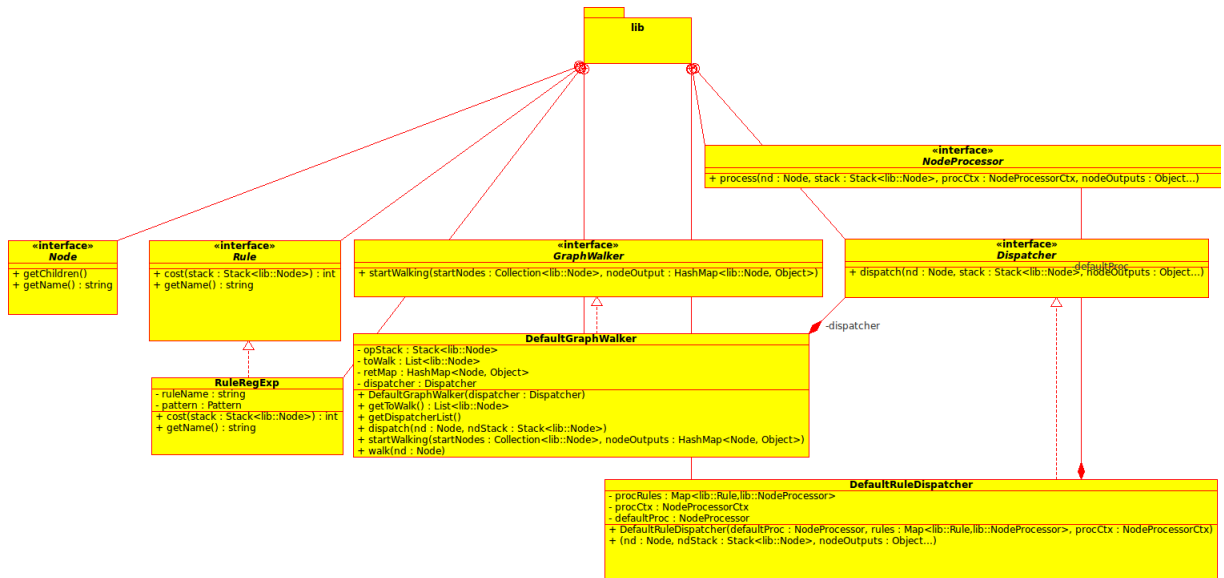 lib
«interface»
NodeProcessor
+ process(nd : Node, stack : Stack<lib::Node>, procCtx : NodeProcessorCtx, nodeOutputs : Object...)
«interface»
Node
+ getChildren()
+ getName() : string
«interface»
Rule
+ cost(stack : Stack<lib::Node>) : int
+ getName() : string
«interface»
GraphWalker
+ startWalking(startNodes : Collection<lib::Node>, nodeOutput : HashMap<lib::Node, Object>)
«interface»
Dispatcher
+ dispatch(nd : Node, stack : Stack<lib::Node>, nodeOutputs : Object...)
-defaultProc
-dispatcher
DefaultGraphWalker
- opStack : Stack<lib::Node>
- toWalk : List<lib::Node>
- retMap : HashMap<Node, Object>
- dispatcher : Dispatcher
+ DefaultGraphWalker(dispatcher : Dispatcher)
+ getToWalk() : List<lib::Node>
+ getDispatcherList()
+ dispatch(nd : Node, ndStack : Stack<lib::Node>)
+ startWalking(startNodes : Collection<lib::Node>, nodeOutputs : HashMap<Node, Object>)
+ walk(nd : Node)
RuleRegExp
- ruleName : string
- pattern : Pattern
+ cost(stack : Stack<lib::Node>) : int
+ getName() : string
DefaultRuleDispatcher
- procRules : Map<lib::Rule,lib::NodeProcessor>
- procCtx : NodeProcessorCtx
- defaultProc : NodeProcessor
+ DefaultRuleDispatcher(defaultProc : NodeProcessor, rules : Map<lib::Rule,lib::NodeProcessor>, procCtx : NodeProcessorCtx)
+ (nd : Node, ndStack : Stack<lib::Node>, nodeOutputs : Object...)